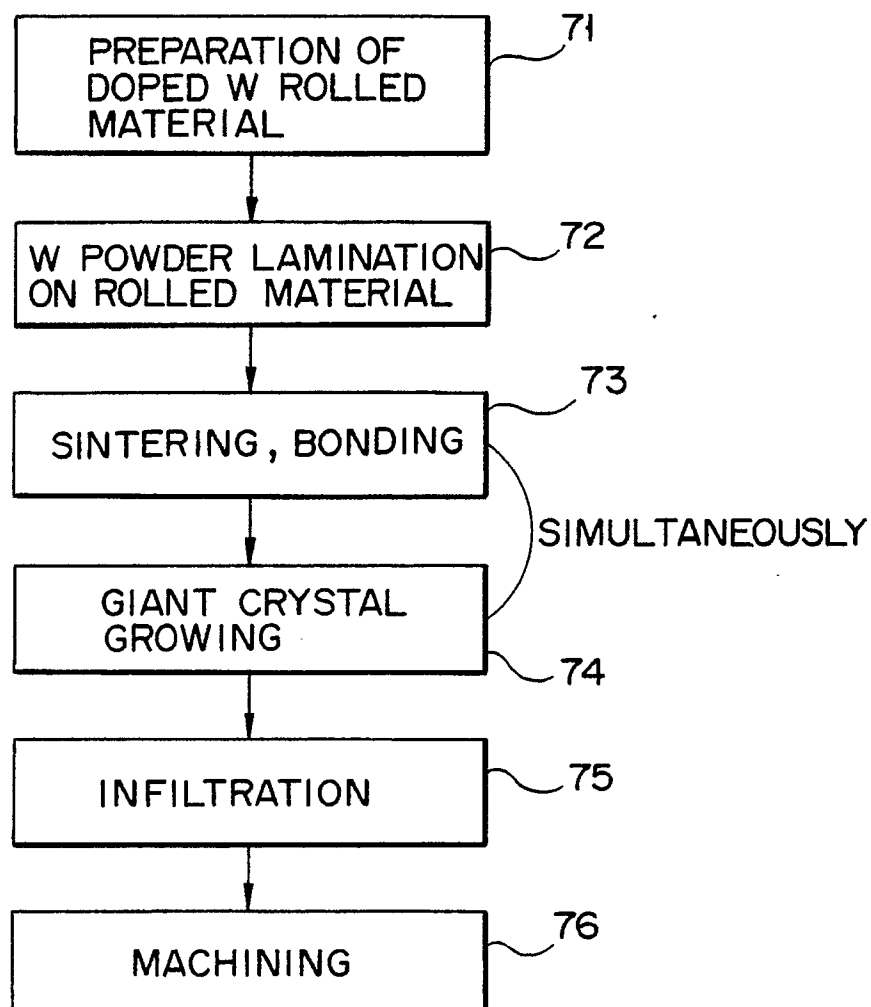 71
PREPARATION OF
DOPED W ROLLED
MATERIAL
72
W POWDER LAMINATION
ON ROLLED MATERIAL
73
SINTERING, BONDING
SIMULTANEOUSLY
GIANT CRYSTAL
GROWING
74
75
INFILTRATION
76
MACHINING